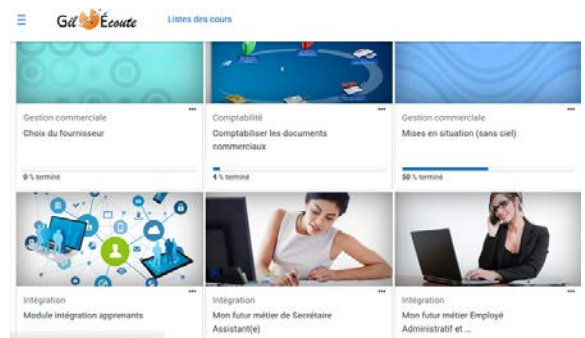 Gil Écoute
Listes des cours
Gestion commerciale
Choix du fournisseur
0 % terminé
Comptabilité
Comptabiliser les documents
commerciaux
4 % terminé
Gestion commerciale
Mises en situation (sans ciel)
50 % terminé
Intégration
Module intégration apprenants
Intégration
Mon futur métier de Secrétaire
Assistant(e)
Intégration
Mon futur métier Employé
Administratif et ...